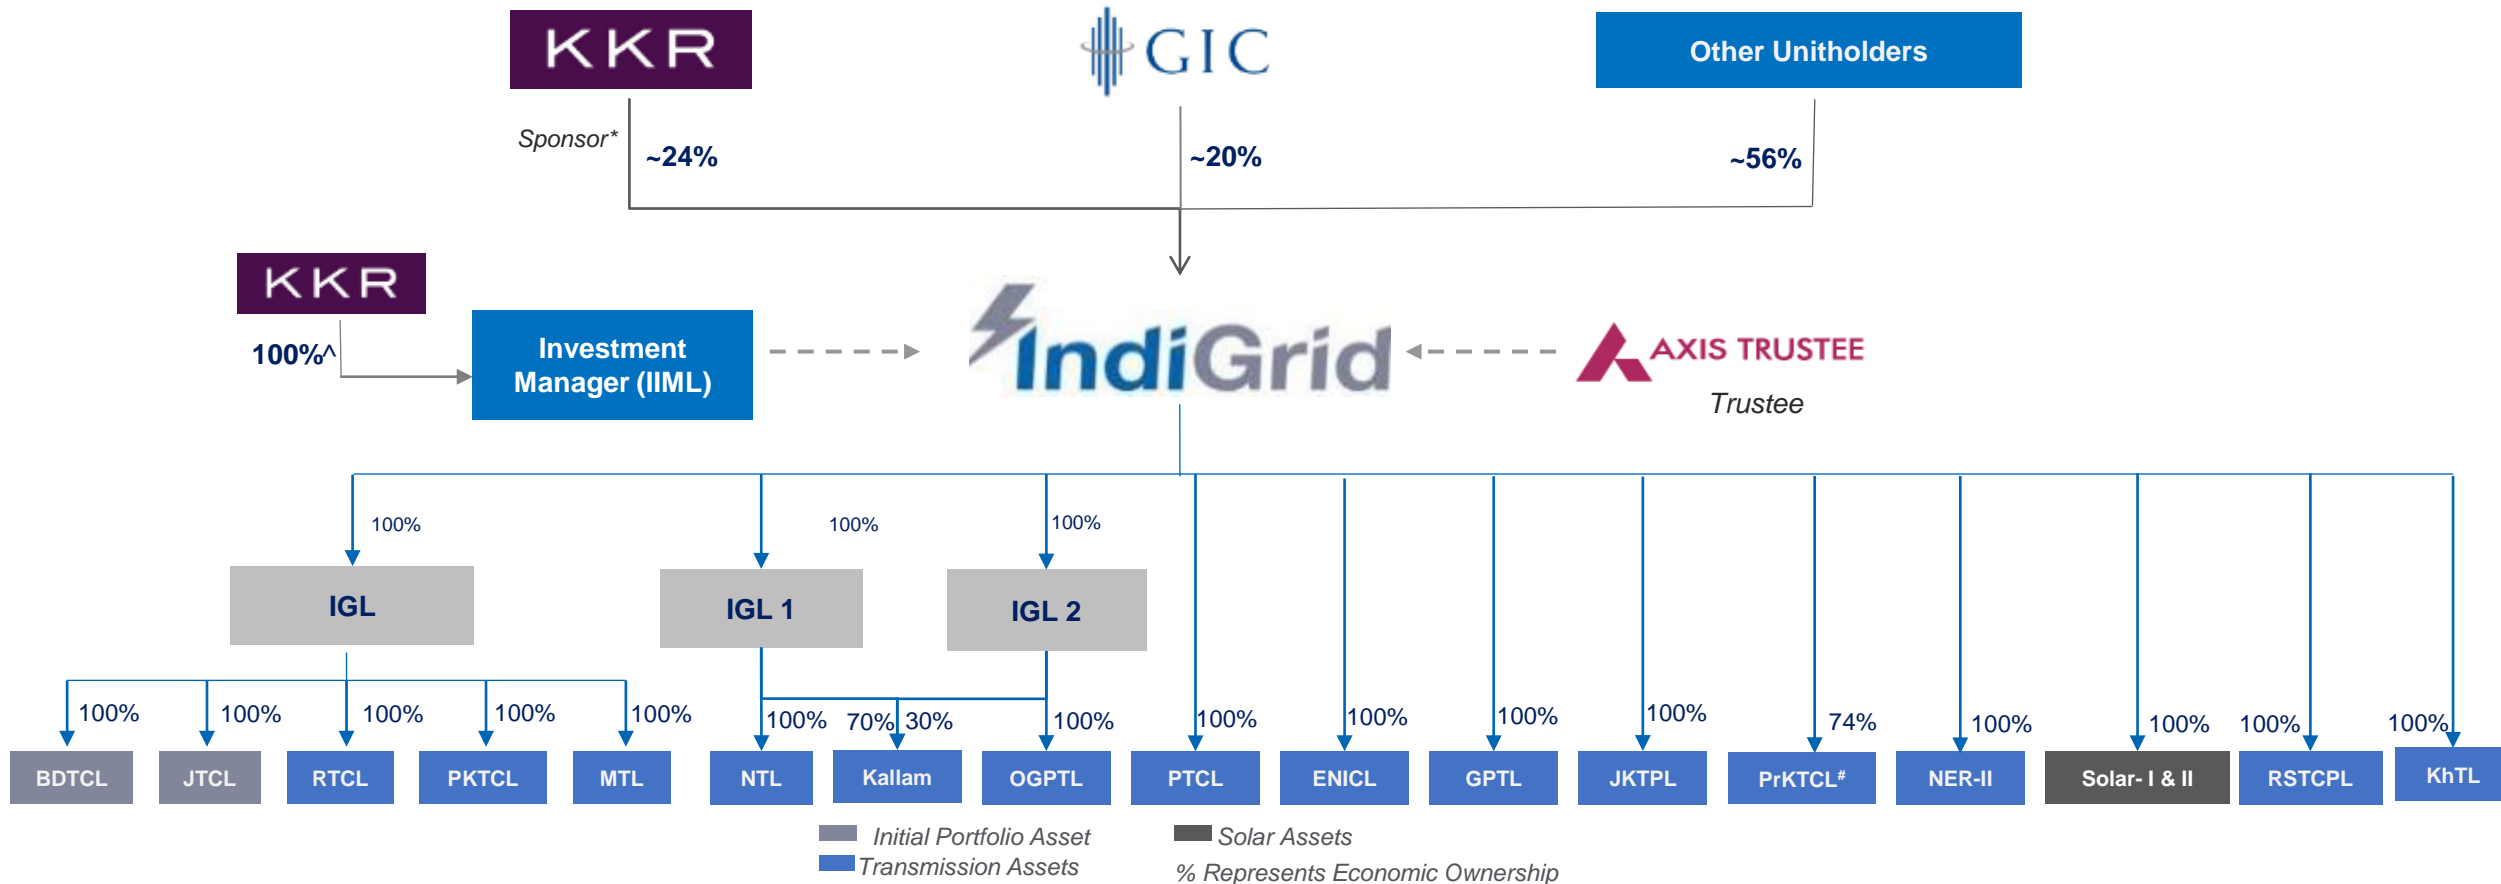 KKR
GIC
Other Unitholders
Sponsor*
~24%
~20%
~56%
KKR
100%^
Investment
Manager (IIML)
IndiGrid
AXIS TRUSTEE
Trustee
100%
100%
100%
IGL
IGL 1
IGL 2
100%
100%
100%
100%
100%
100%
70%
30%
100%
100%
100%
100%
100%
74%
100%
100%
100%
100%
BDTCL
JTCL
RTCL
PKTCL
MTL
NTL
Kallam
OGPTL
PTCL
ENICL
GPTL
JKTPL
PrKTCL#
NER-II
Solar- I & II
RSTCPL
KhTL
Initial Portfolio Asset
Solar Assets
Transmission Assets
% Represents Economic Ownership